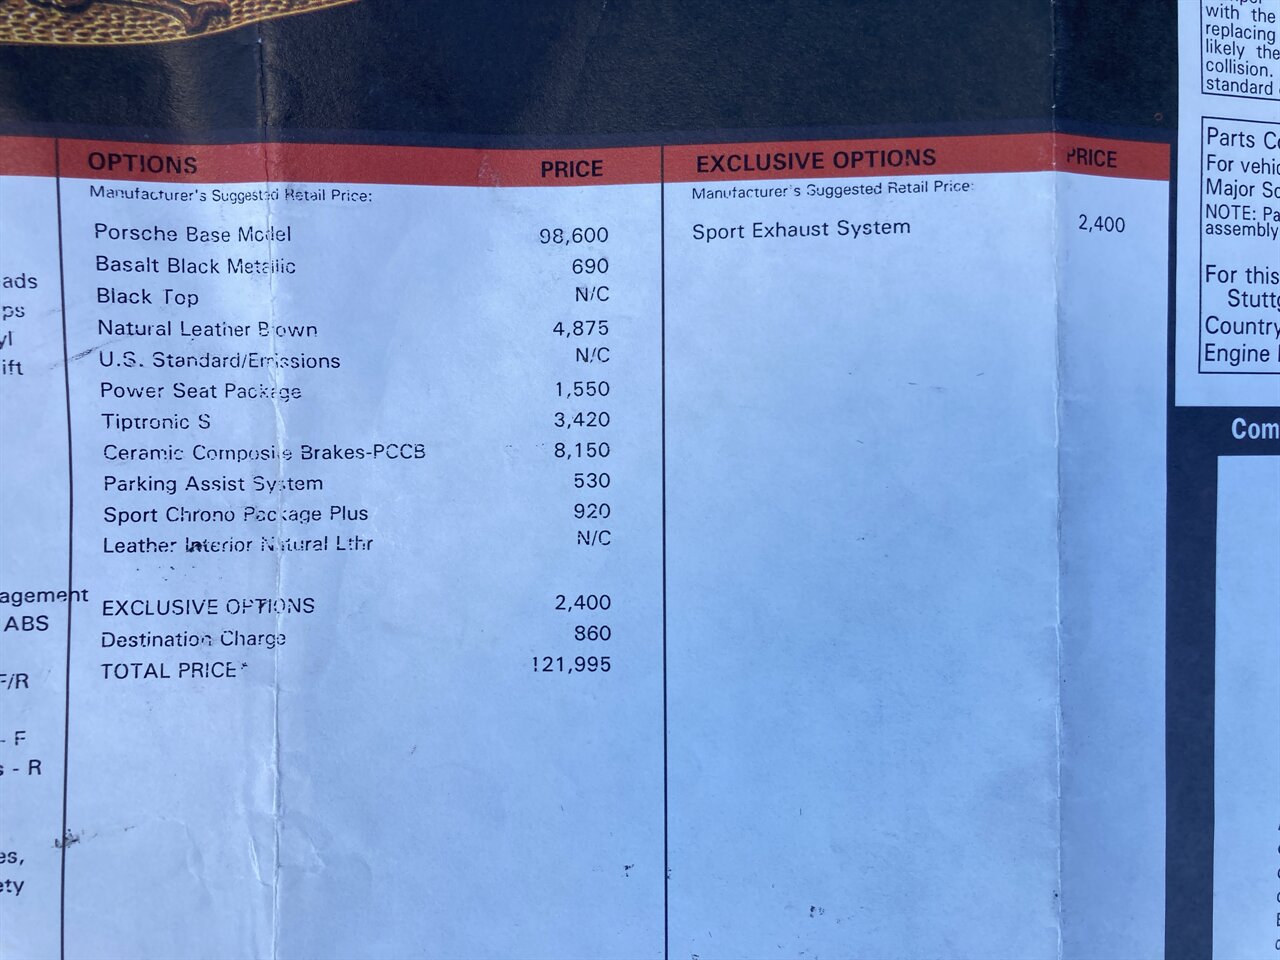 OPTIONS PRICE
Manufacturer's Suggested Retail Price:
Porsche Base Model 98,600
Basalt Black Metallic 690
Black Top N/C
Natural Leather Brown 4,875
U.S. Standard/Emissions N/C
Power Seat Package 1,550
Tiptronic S 3,420
Ceramic Composite Brakes-PCCB 8,150
Parking Assist System 530
Sport Chrono Package Plus 920
Leather Interior Natural Lthr N/C
EXCLUSIVE OPTIONS 2,400
Destination Charge 860
TOTAL PRICE* 121,995
EXCLUSIVE OPTIONS PRICE
Manufacturer's Suggested Retail Price:
Sport Exhaust System 2,400
ads
ps
yl
ift
agement
ABS
F/R
- F
s - R
es,
ety
with the
replacing
likely the
collision.
standard
Parts Co
For vehic
Major So
NOTE: Pa
assembly
For this
Stuttg
Country
Engine
Com